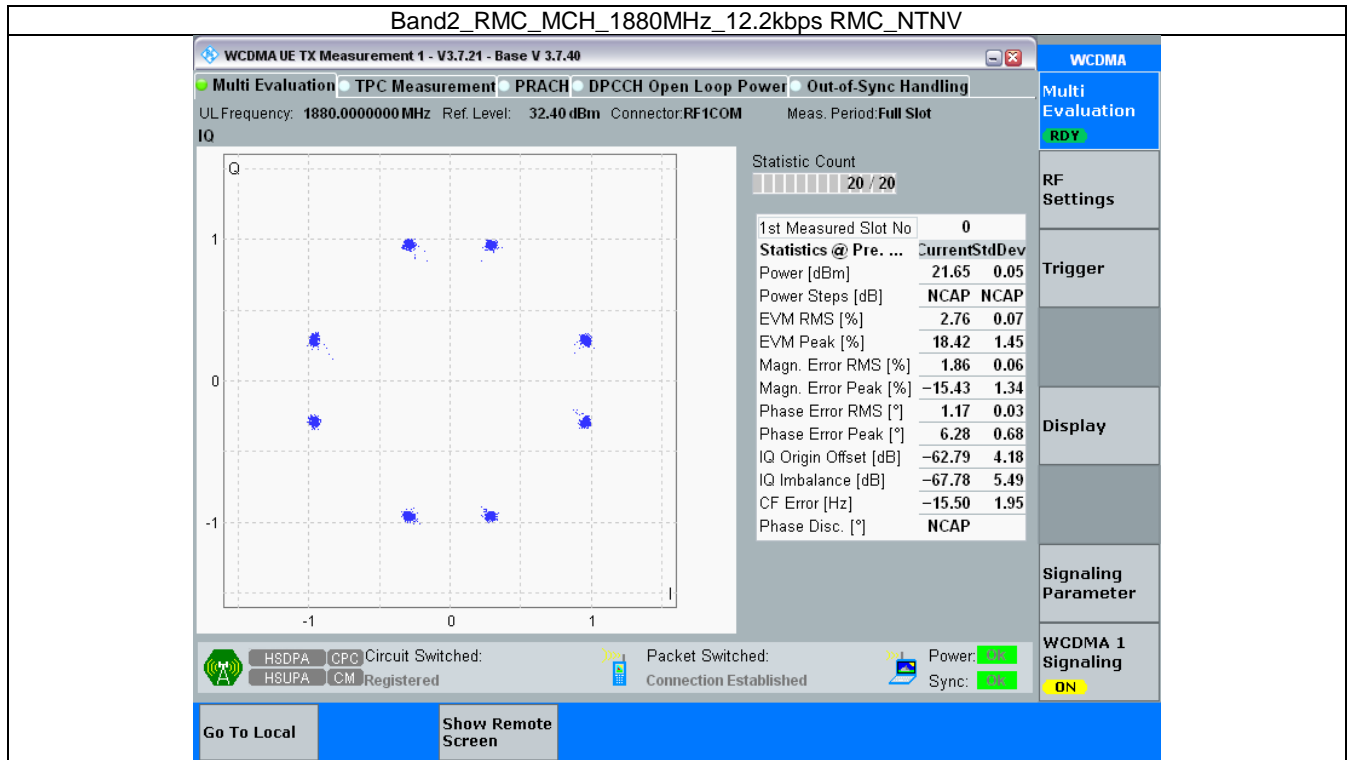 Band2_RMC_MCH_1880MHz_12.2kbps RMC_NTNV
WCDMA UE TX Measurement 1 - V3.7.21 - Base V 3.7.40
WCDMA
Multi Evaluation TPC Measurement PRACH DPCCH Open Loop Power Out-of-Sync Handling
UL Frequency: 1880.0000000 MHz Ref. Level: 32.40 dBm Connector:RF1COM Meas. Period:Full Slot
IQ
Q
1
0
-1
-1 0 1
I
Statistic Count
20 / 20
1st Measured Slot No 0
Statistics @ Pre. ... Current StdDev
Power [dBm] 21.65 0.05
Power Steps [dB] NCAP NCAP
EVM RMS [%] 2.76 0.07
EVM Peak [%] 18.42 1.45
Magn. Error RMS [%] 1.86 0.06
Magn. Error Peak [%] −15.43 1.34
Phase Error RMS [°] 1.17 0.03
Phase Error Peak [°] 6.28 0.68
IQ Origin Offset [dB] −62.79 4.18
IQ Imbalance [dB] −67.78 5.49
CF Error [Hz] −15.50 1.95
Phase Disc. [°] NCAP
Multi
Evaluation
RDY
RF
Settings
Trigger
Display
Signaling
Parameter
WCDMA 1
Signaling
ON
HSDPA CPC Circuit Switched: Packet Switched: Power: Ok
HSUPA CM Registered Connection Established Sync: Ok
Go To Local
Show Remote
Screen